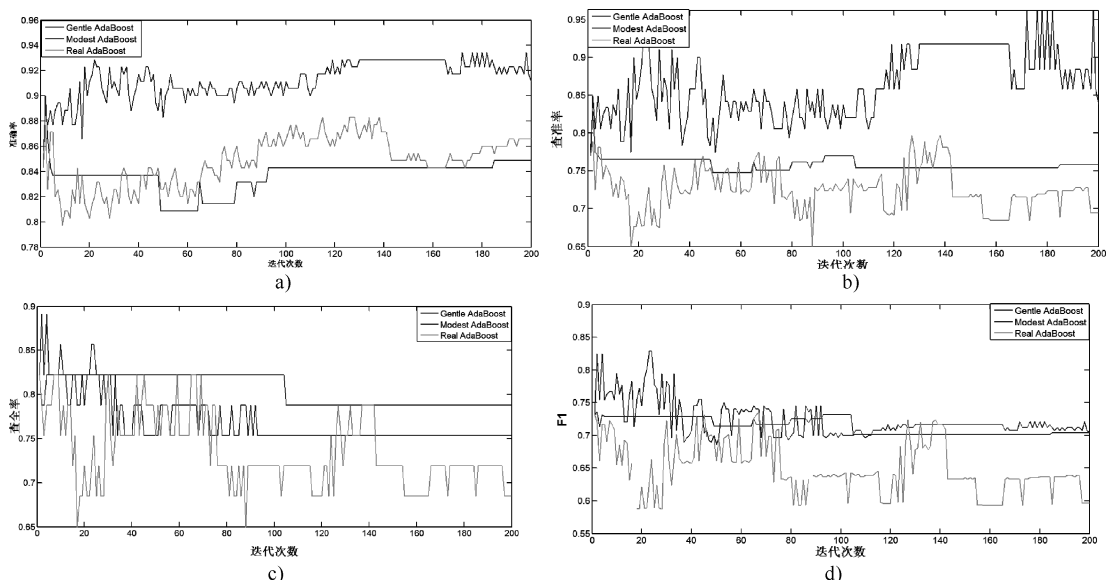 0.96
0.94
0.92
0.9
0.88
0.86
0.84
0.82
0.8
0.78
准确率
Gentle AdaBoost
Modest AdaBoost
Real AdaBoost
0 20 40 60 80 100 120 140 160 180 200
迭代次数
a)
0.95
0.9
0.85
0.8
0.75
0.7
0.65
查准率
Gentle AdaBoost
Modest AdaBoost
Real AdaBoost
0 20 40 60 80 100 120 140 160 180 200
迭代次数
b)
0.9
0.85
0.8
0.75
0.7
0.65
查全率
Gentle AdaBoost
Modest AdaBoost
Real AdaBoost
0 20 40 60 80 100 120 140 160 180 200
迭代次数
c)
0.9
0.85
0.8
0.75
0.7
0.65
0.6
0.55
F1
Gentle AdaBoost
Modest AdaBoost
Real AdaBoost
0 20 40 60 80 100 120 140 160 180 200
迭代次数
d)